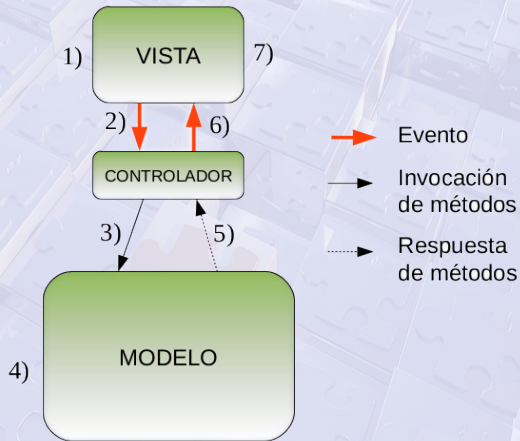 1)
VISTA
7)
2)
6)
CONTROLADOR
3)
5)
4)
MODELO
Evento
Invocación
de métodos
Respuesta
de métodos